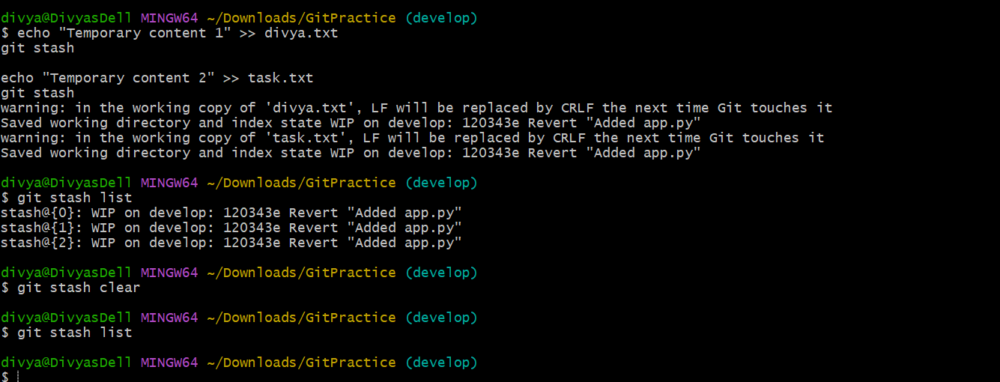 divya@DivyasDell MINGW64 ~/Downloads/GitPractice (develop)
$ echo "Temporary content 1" >> divya.txt
git stash
echo "Temporary content 2" >> task.txt
git stash
warning: in the working copy of 'divya.txt', LF will be replaced by CRLF the next time Git touches it
Saved working directory and index state WIP on develop: 120343e Revert "Added app.py"
warning: in the working copy of 'task.txt', LF will be replaced by CRLF the next time Git touches it
Saved working directory and index state WIP on develop: 120343e Revert "Added app.py"
divya@DivyasDell MINGW64 ~/Downloads/GitPractice (develop)
$ git stash list
stash@{0}: WIP on develop: 120343e Revert "Added app.py"
stash@{1}: WIP on develop: 120343e Revert "Added app.py"
stash@{2}: WIP on develop: 120343e Revert "Added app.py"
divya@DivyasDell MINGW64 ~/Downloads/GitPractice (develop)
$ git stash clear
divya@DivyasDell MINGW64 ~/Downloads/GitPractice (develop)
$ git stash list
divya@DivyasDell MINGW64 ~/Downloads/GitPractice (develop)
$